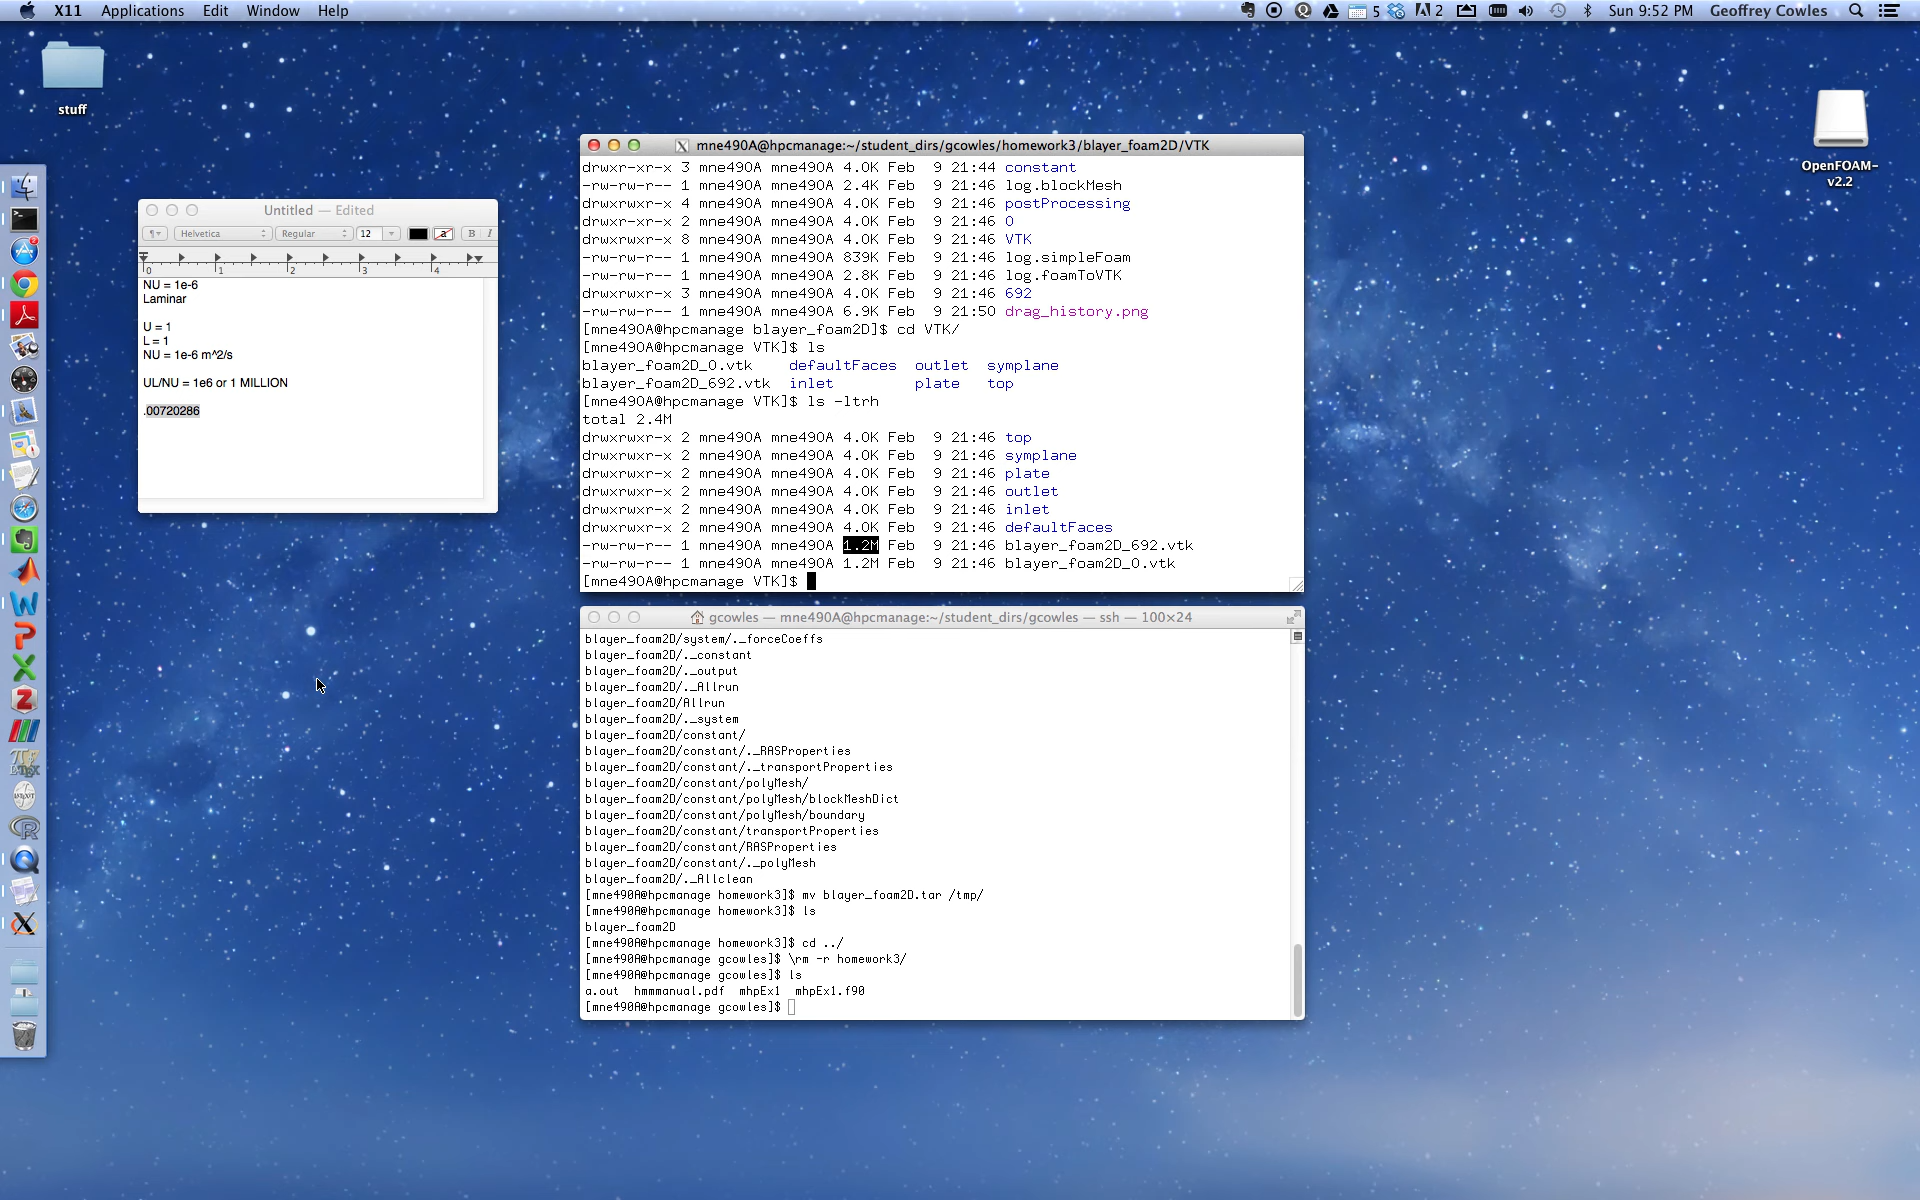 X11 Applications Edit Window Help
5 2 Sun 9:52 PM Geoffrey Cowles
stuff
OpenFOAM-
v2.2
Untitled — Edited
Helvetica Regular 12 a B I
0 1 2 3 4
NU = 1e-6
Laminar
U = 1
L = 1
NU = 1e-6 m^2/s
UL/NU = 1e6 or 1 MILLION
.00720286
mne490A@hpcmanage:~/student_dirs/gcowles/homework3/blayer_foam2D/VTK
drwxr-xr-x 3 mne490A mne490A 4.0K Feb  9 21:44 constant
-rw-rw-r-- 1 mne490A mne490A 2.4K Feb  9 21:46 log.blockMesh
drwxrwxr-x 4 mne490A mne490A 4.0K Feb  9 21:46 postProcessing
drwxrwxr-x 2 mne490A mne490A 4.0K Feb  9 21:46 0
drwxrwxr-x 8 mne490A mne490A 4.0K Feb  9 21:46 VTK
-rw-rw-r-- 1 mne490A mne490A 839K Feb  9 21:46 log.simpleFoam
-rw-rw-r-- 1 mne490A mne490A 2.8K Feb  9 21:46 log.foamToVTK
drwxrwxr-x 3 mne490A mne490A 4.0K Feb  9 21:46 692
-rw-rw-r-- 1 mne490A mne490A 6.9K Feb  9 21:50 drag_history.png
[mne490A@hpcmanage blayer_foam2D]$ cd VTK/
[mne490A@hpcmanage VTK]$ ls
blayer_foam2D_0.vtk    defaultFaces  outlet  symplane
blayer_foam2D_692.vtk  inlet         plate   top
[mne490A@hpcmanage VTK]$ ls -ltrh
total 2.4M
drwxrwxr-x 2 mne490A mne490A 4.0K Feb  9 21:46 top
drwxrwxr-x 2 mne490A mne490A 4.0K Feb  9 21:46 symplane
drwxrwxr-x 2 mne490A mne490A 4.0K Feb  9 21:46 plate
drwxrwxr-x 2 mne490A mne490A 4.0K Feb  9 21:46 outlet
drwxrwxr-x 2 mne490A mne490A 4.0K Feb  9 21:46 inlet
drwxrwxr-x 2 mne490A mne490A 4.0K Feb  9 21:46 defaultFaces
-rw-rw-r-- 1 mne490A mne490A 1.2M Feb  9 21:46 blayer_foam2D_692.vtk
-rw-rw-r-- 1 mne490A mne490A 1.2M Feb  9 21:46 blayer_foam2D_0.vtk
[mne490A@hpcmanage VTK]$
gcowles — mne490A@hpcmanage:~/student_dirs/gcowles — ssh — 100×24
blayer_foam2D/system/._forceCoeffs
blayer_foam2D/._constant
blayer_foam2D/._output
blayer_foam2D/._Allrun
blayer_foam2D/Allrun
blayer_foam2D/._system
blayer_foam2D/constant/
blayer_foam2D/constant/._RASProperties
blayer_foam2D/constant/._transportProperties
blayer_foam2D/constant/polyMesh/
blayer_foam2D/constant/polyMesh/blockMeshDict
blayer_foam2D/constant/polyMesh/boundary
blayer_foam2D/constant/transportProperties
blayer_foam2D/constant/RASProperties
blayer_foam2D/constant/._polyMesh
blayer_foam2D/._Allclean
[mne490A@hpcmanage homework3]$ mv blayer_foam2D.tar /tmp/
[mne490A@hpcmanage homework3]$ ls
blayer_foam2D
[mne490A@hpcmanage homework3]$ cd ../
[mne490A@hpcmanage gcowles]$ \rm -r homework3/
[mne490A@hpcmanage gcowles]$ ls
a.out  hmmmanual.pdf  mhpEx1  mhpEx1.f90
[mne490A@hpcmanage gcowles]$